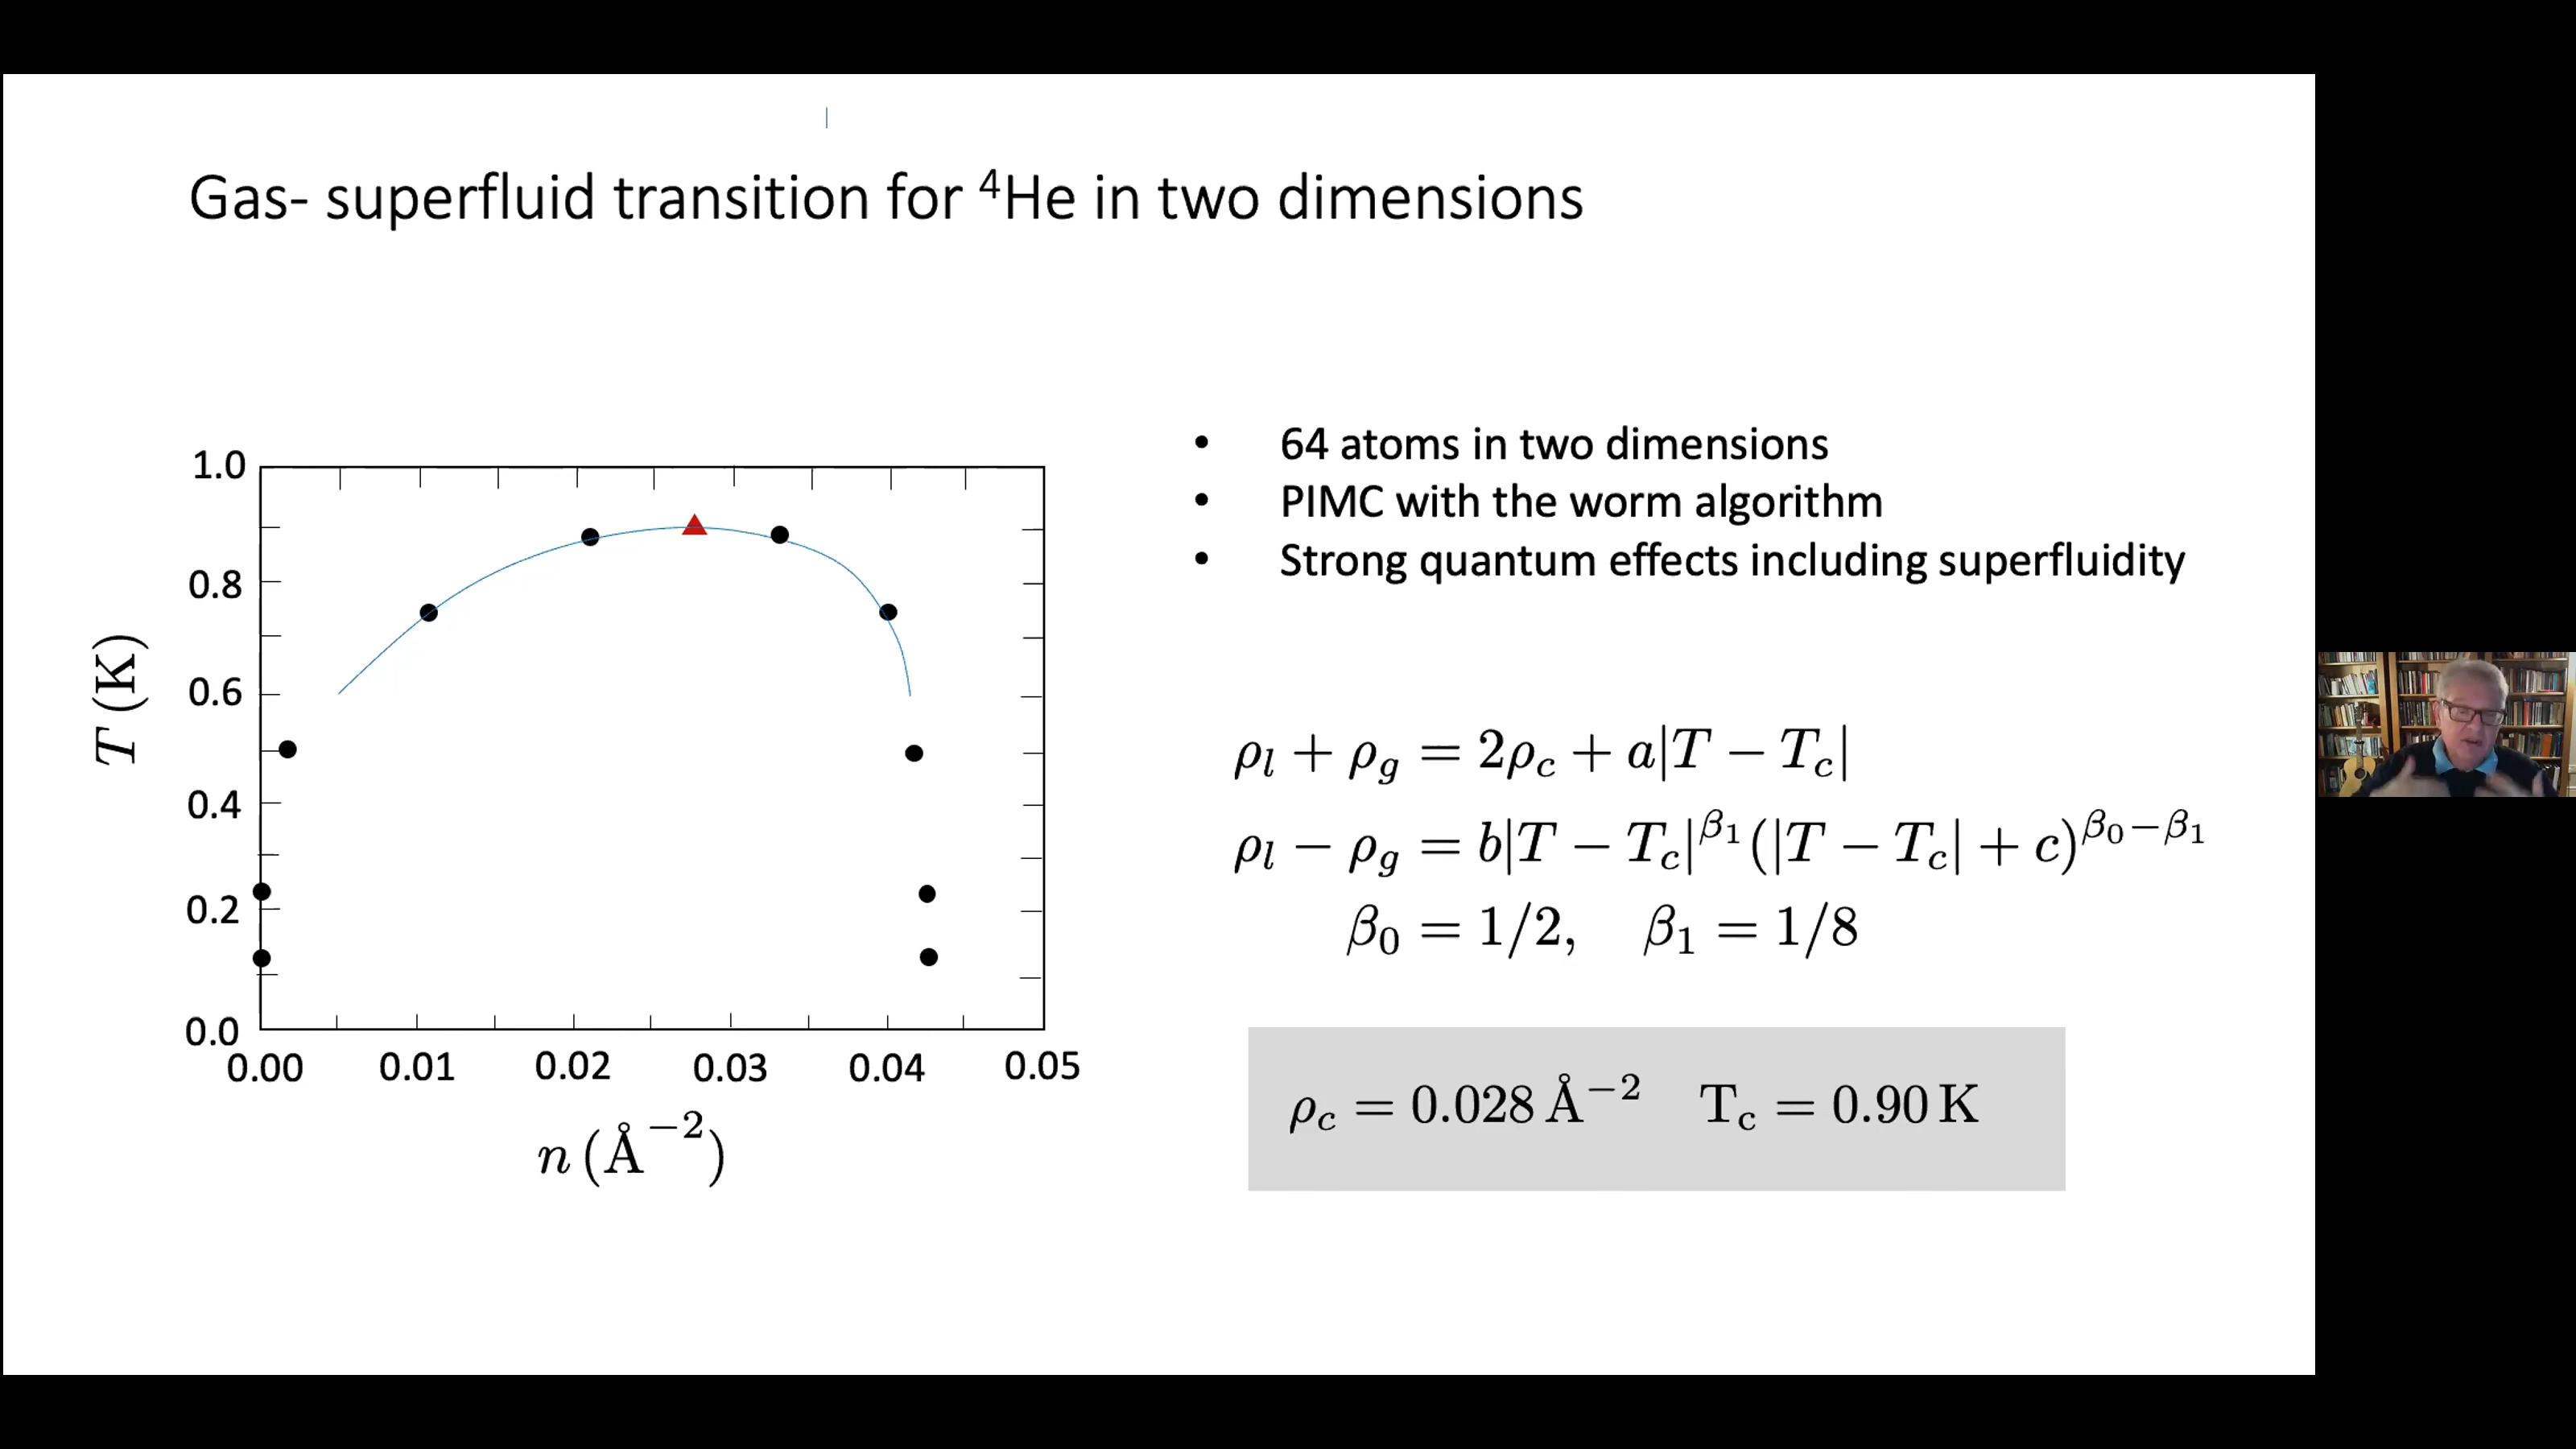 Gas- superfluid transition for ⁴He in two dimensions
1.0
0.8
0.6
0.4
0.2
0.0
T (K)
0.00 0.01 0.02 0.03 0.04 0.05
n (Å⁻²)
• 64 atoms in two dimensions
• PIMC with the worm algorithm
• Strong quantum effects including superfluidity
ρ_l + ρ_g = 2ρ_c + a|T − T_c|
ρ_l − ρ_g = b|T − T_c|^{β₁}(|T − T_c| + c)^{β₀−β₁}
β₀ = 1/2, β₁ = 1/8
ρ_c = 0.028 Å⁻² T_c = 0.90 K